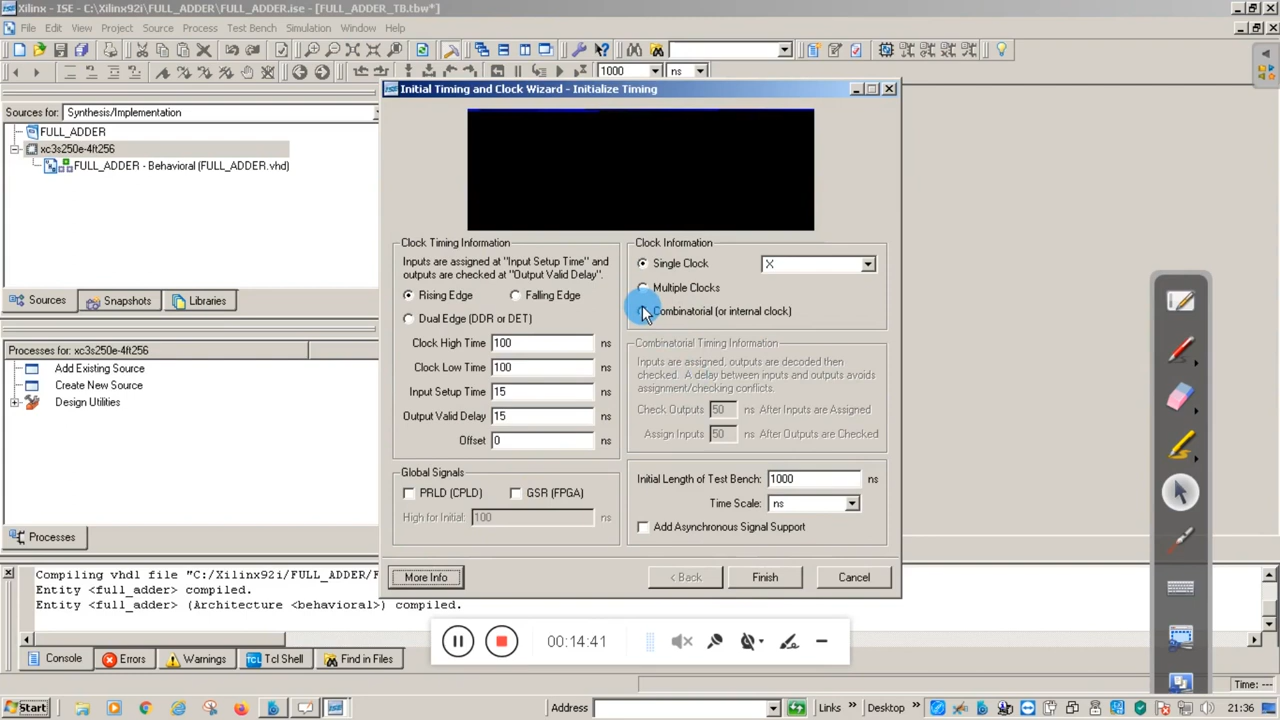 Xilinx - ISE - C:\Xilinx92i\FULL_ADDER\FULL_ADDER.ise - [FULL_ADDER_TB.tbw*]
File Edit View Project Source Process Test Bench Simulation Window Help
1000 ns
Initial Timing and Clock Wizard - Initialize Timing
Sources for: Synthesis/Implementation
FULL_ADDER
xc3s250e-4ft256
FULL_ADDER - Behavioral (FULL_ADDER.vhd)
Sources Snapshots Libraries
Processes for: xc3s250e-4ft256
Add Existing Source
Create New Source
Design Utilities
Processes
Clock Timing Information
Inputs are assigned at "Input Setup Time" and
outputs are checked at "Output Valid Delay".
Rising Edge Falling Edge
Dual Edge (DDR or DET)
Clock High Time 100 ns
Clock Low Time 100 ns
Input Setup Time 15 ns
Output Valid Delay 15 ns
Offset 0 ns
Global Signals
PRLD (CPLD) GSR (FPGA)
High for Initial: 100 ns
Clock Information
Single Clock X
Multiple Clocks
Combinatorial (or internal clock)
Combinatorial Timing Information
Inputs are assigned, outputs are decoded then
checked. A delay between inputs and outputs avoids
assignment/checking conflicts.
Check Outputs 50 ns After Inputs are Assigned
Assign Inputs 50 ns After Outputs are Checked
Initial Length of Test Bench: 1000 ns
Time Scale: ns
Add Asynchronous Signal Support
More Info < Back Finish Cancel
Compiling vhdl file "C:/Xilinx92i/FULL_ADDER/F
Entity <full_adder> compiled.
Entity <full_adder> (Architecture <behavioral>) compiled.
00:14:41
Console Errors Warnings Tcl Shell Find in Files
Time: ---
Start Address Links » Desktop » 21:36